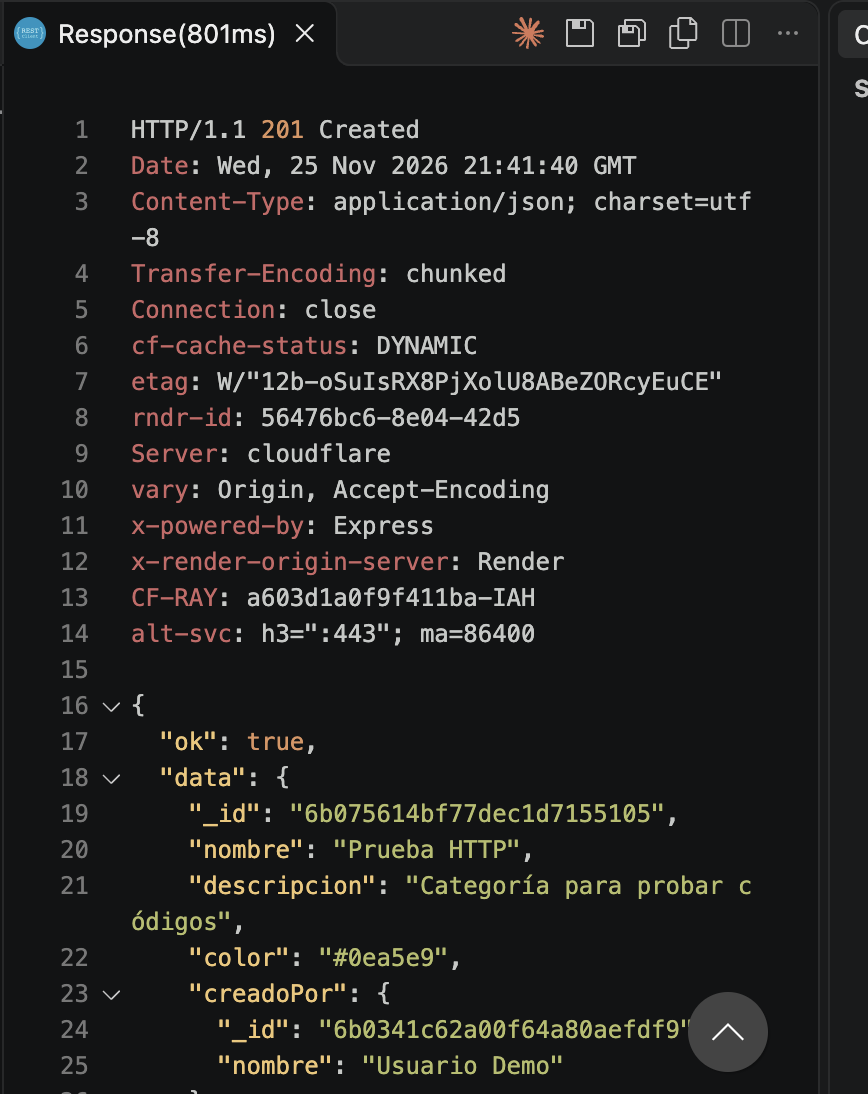 REST
Client
Response(801ms)
1 HTTP/1.1 201 Created
2 Date: Wed, 25 Nov 2026 21:41:40 GMT
3 Content-Type: application/json; charset=utf
-8
4 Transfer-Encoding: chunked
5 Connection: close
6 cf-cache-status: DYNAMIC
7 etag: W/"12b-oSuIsRX8PjXolU8ABeZORcyEuCE"
8 rndr-id: 56476bc6-8e04-42d5
9 Server: cloudflare
10 vary: Origin, Accept-Encoding
11 x-powered-by: Express
12 x-render-origin-server: Render
13 CF-RAY: a603d1a0f9f411ba-IAH
14 alt-svc: h3=":443"; ma=86400
15
16 {
17 "ok": true,
18 "data": {
19 "_id": "6b075614bf77dec1d7155105",
20 "nombre": "Prueba HTTP",
21 "descripcion": "Categoría para probar c
ódigos",
22 "color": "#0ea5e9",
23 "creadoPor": {
24 "_id": "6b0341c62a00f64a80aefdf9"
25 "nombre": "Usuario Demo"